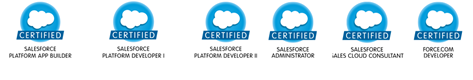 CERTIFIED CERTIFIED CERTIFIED CERTIFIED CERTIFIED CERTIFIED
SALESFORCE SALESFORCE SALESFORCE SALESFORCE SALESFORCE FORCE.COM
PLATFORM APP BUILDER PLATFORM DEVELOPER I PLATFORM DEVELOPER II ADMINISTRATOR SALES CLOUD CONSULTANT DEVELOPER